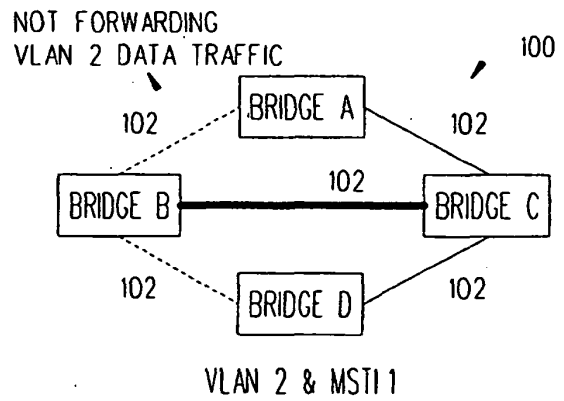 NOT FORWARDING
VLAN 2 DATA TRAFFIC
100
102
BRIDGE A
102
BRIDGE B
102
BRIDGE C
102
BRIDGE D
102
VLAN 2 & MSTI 1